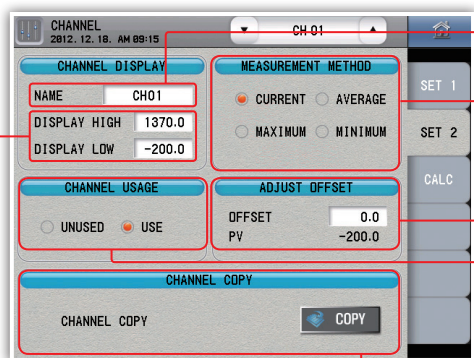 CHANNEL
2012. 12. 18. AM 09:15
▼ CH 01 ▲
CHANNEL DISPLAY
NAME CH01
DISPLAY HIGH 1370.0
DISPLAY LOW -200.0
MEASUREMENT METHOD
CURRENT AVERAGE
MAXIMUM MINIMUM
CHANNEL USAGE
UNUSED USE
ADJUST OFFSET
OFFSET 0.0
PV -200.0
CHANNEL COPY
CHANNEL COPY COPY
SET 1
SET 2
CALC